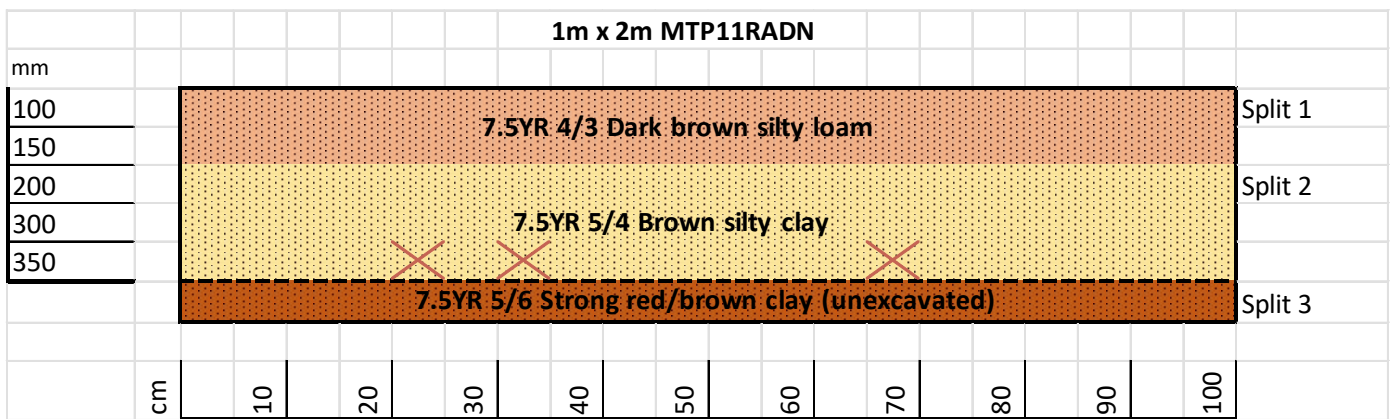 1m x 2m MTP11RADN
mm
100
Split 1
7.5YR 4/3 Dark brown silty loam
150
200
Split 2
300
7.5YR 5/4 Brown silty clay
350
7.5YR 5/6 Strong red/brown clay (unexcavated)
Split 3
cm 10 20 30 40 50 60 70 80 90 100